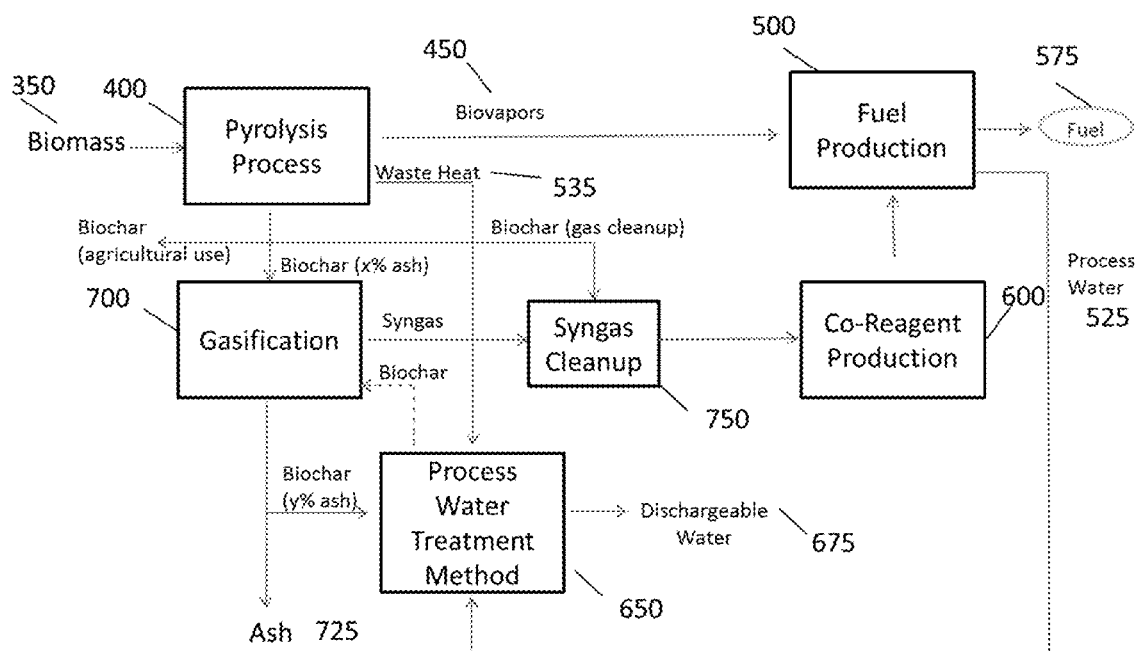 500
450
575
350
400
Biomass
Pyrolysis
Process
Biovapors
Fuel
Production
Fuel
Waste Heat
535
Biochar
(agricultural use)
Biochar (gas cleanup)
Biochar (x% ash)
Process
Water
525
700
600
Gasification
Syngas
Syngas
Cleanup
Co-Reagent
Production
Biochar
750
Biochar
(y% ash)
Process
Water
Treatment
Method
Dischargeable
Water
675
650
Ash
725